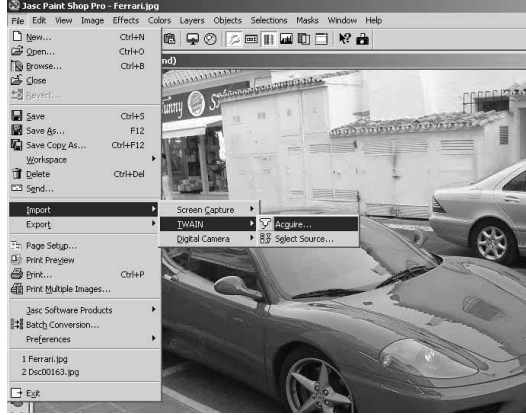 Jasc Paint Shop Pro - Ferrari.jpg
File Edit View Image Effects Colors Layers Objects Selections Masks Window Help
New... Ctrl+N
Open... Ctrl+O
Browse... Ctrl+B
Close
Revert...
Save Ctrl+S
Save As... F12
Save Copy As... Ctrl+F12
Workspace
Delete Ctrl+Del
Send...
Import
Export
Screen Capture
TWAIN
Digital Camera
Acquire...
Select Source...
Page Setup...
Print Preview
Print... Ctrl+P
Print Multiple Images...
Jasc Software Products
Batch Conversion...
Preferences
1 Ferrari.jpg
2 Dsc00163.jpg
Exit